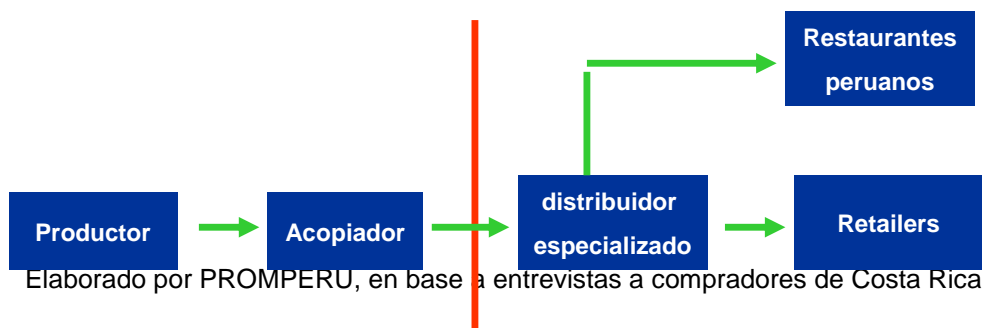 Restaurantes
peruanos
Productor
Acopiador
distribuidor
especializado
Retailers
Elaborado por PROMPERU, en base a entrevistas a compradores de Costa Rica